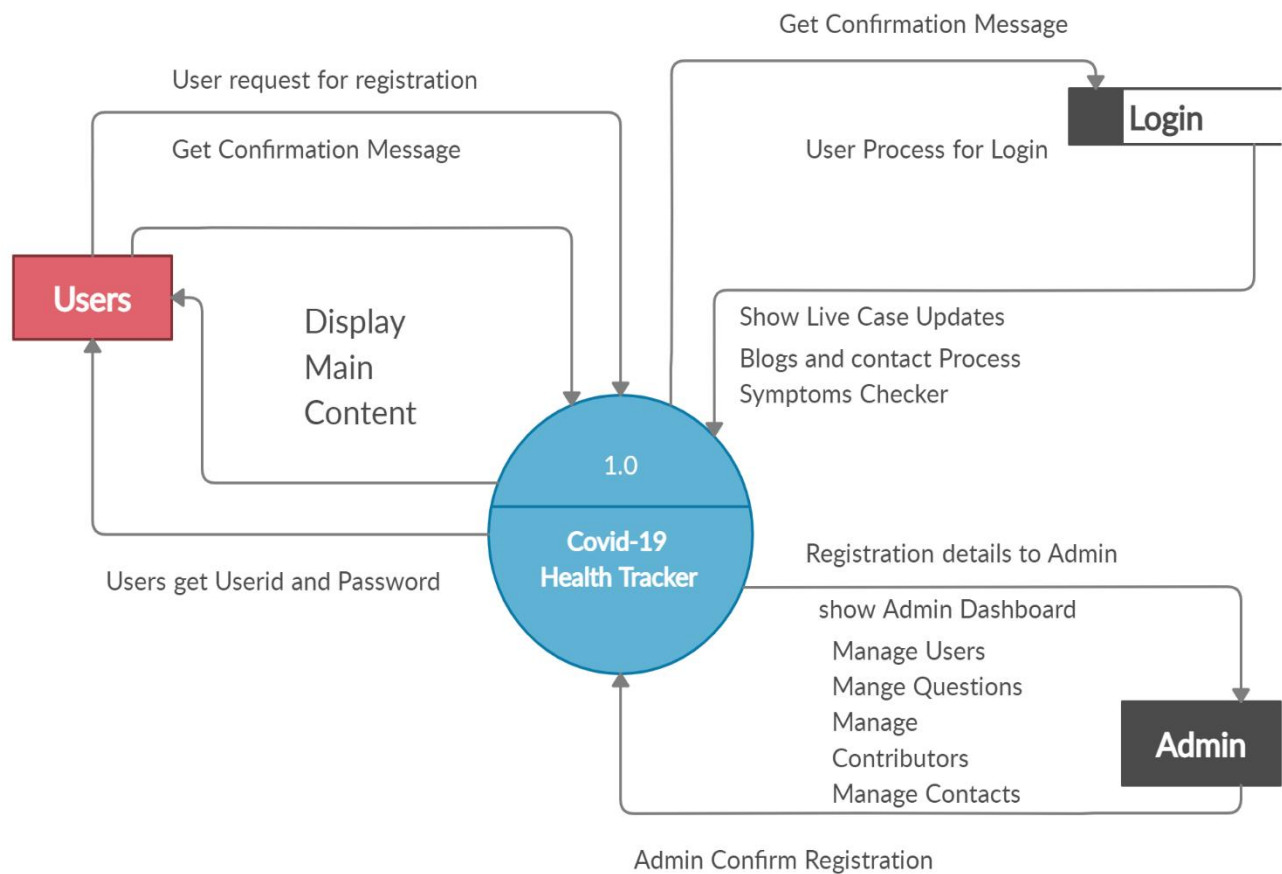 Get Confirmation Message
User request for registration
Login
Get Confirmation Message
User Process for Login
Users
Display
Main
Content
Show Live Case Updates
Blogs and contact Process
Symptoms Checker
1.0
Covid-19
Health Tracker
Users get Userid and Password
Registration details to Admin
show Admin Dashboard
Manage Users
Mange Questions
Manage
Contributors
Manage Contacts
Admin
Admin Confirm Registration